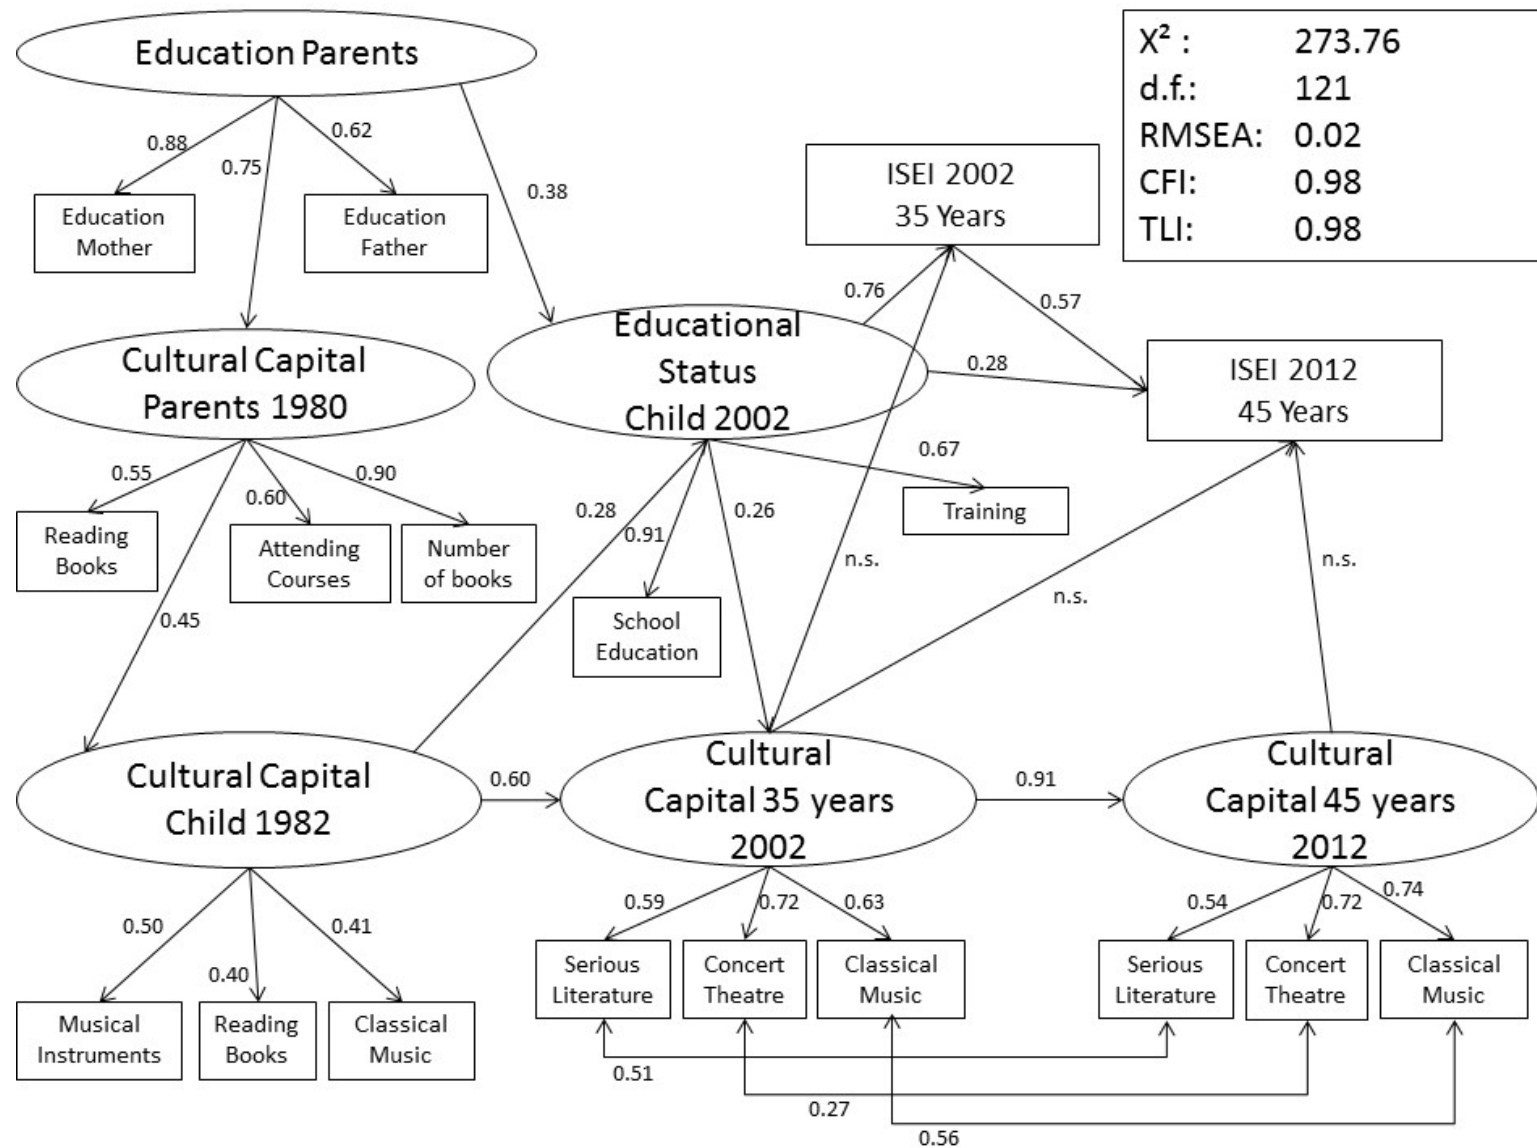 Education Parents
X² : 273.76
d.f.: 121
RMSEA: 0.02
CFI: 0.98
TLI: 0.98
0.88
0.75
0.62
0.38
Education
Mother
Education
Father
ISEI 2002
35 Years
0.76
0.57
Cultural Capital
Parents 1980
Educational
Status
Child 2002
0.28
ISEI 2012
45 Years
0.55
0.60
0.90
0.28
0.91
0.26
0.67
Reading
Books
Attending
Courses
Number
of books
Training
n.s.
n.s.
n.s.
0.45
School
Education
Cultural Capital
Child 1982
0.60
Cultural
Capital 35 years
2002
0.91
Cultural
Capital 45 years
2012
0.50
0.40
0.41
0.59
0.72
0.63
0.54
0.72
0.74
Musical
Instruments
Reading
Books
Classical
Music
Serious
Literature
Concert
Theatre
Classical
Music
Serious
Literature
Concert
Theatre
Classical
Music
0.51
0.27
0.56